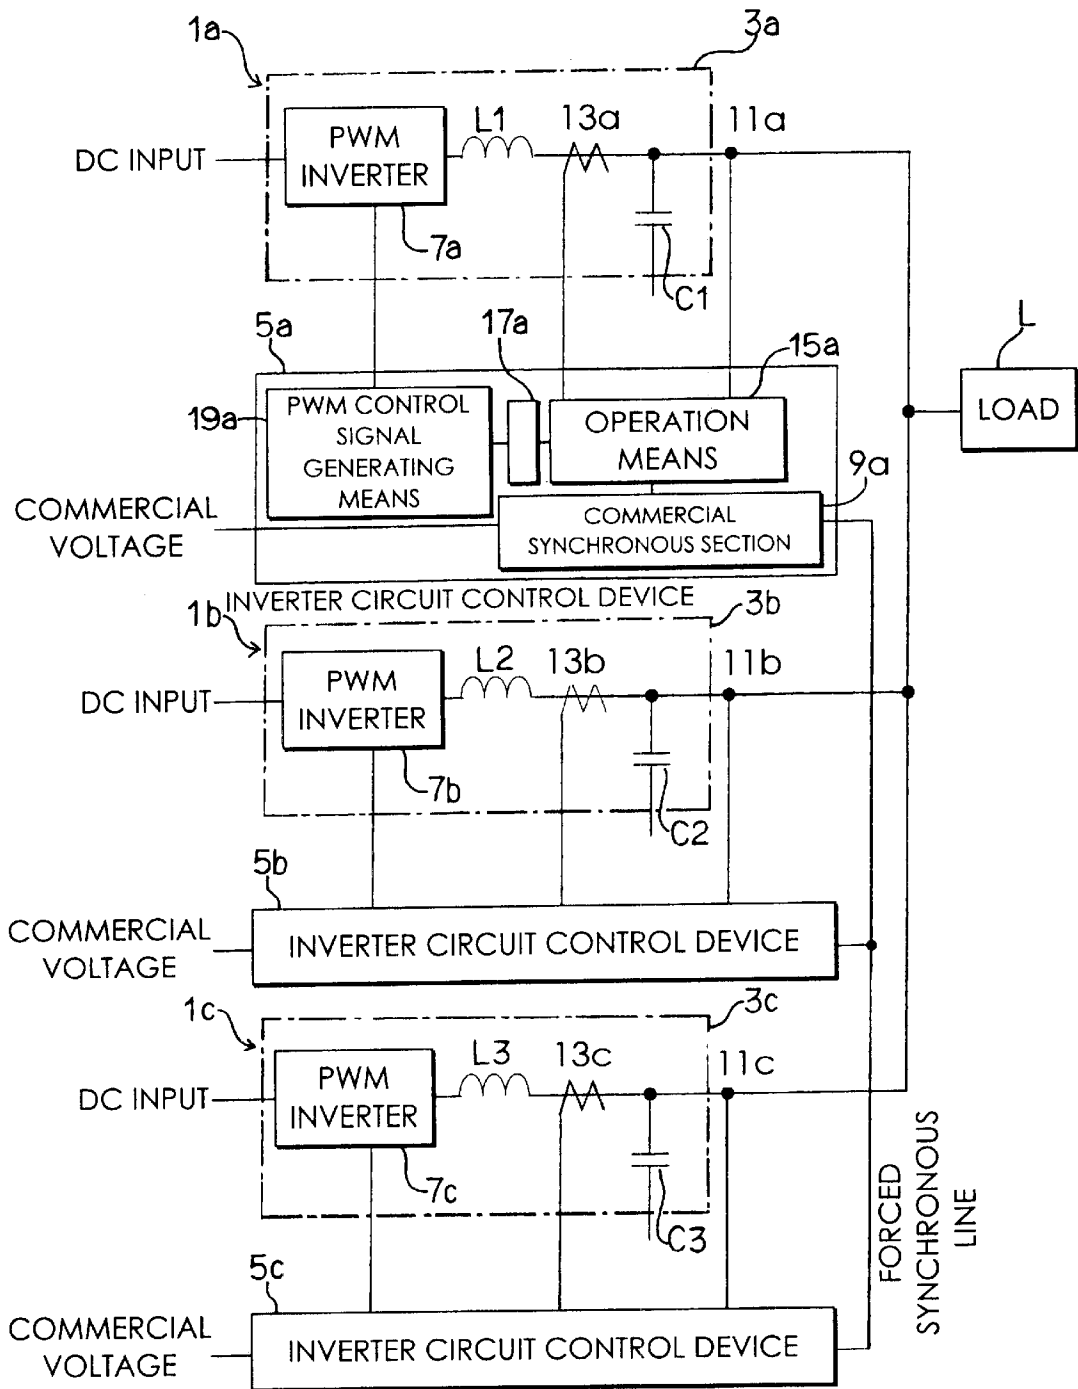 1a
3a
PWM
INVERTER
L1
13a
11a
DC INPUT
7a
C1
5a
17a
15a
L
19a
PWM CONTROL
SIGNAL
GENERATING
MEANS
OPERATION
MEANS
LOAD
9a
COMMERCIAL
VOLTAGE
COMMERCIAL
SYNCHRONOUS SECTION
INVERTER CIRCUIT CONTROL DEVICE
1b
3b
PWM
INVERTER
L2
13b
11b
DC INPUT
7b
C2
5b
COMMERCIAL
VOLTAGE
INVERTER CIRCUIT CONTROL DEVICE
1c
3c
PWM
INVERTER
L3
13c
11c
DC INPUT
7c
C3
FORCED
SYNCHRONOUS
LINE
5c
COMMERCIAL
VOLTAGE
INVERTER CIRCUIT CONTROL DEVICE